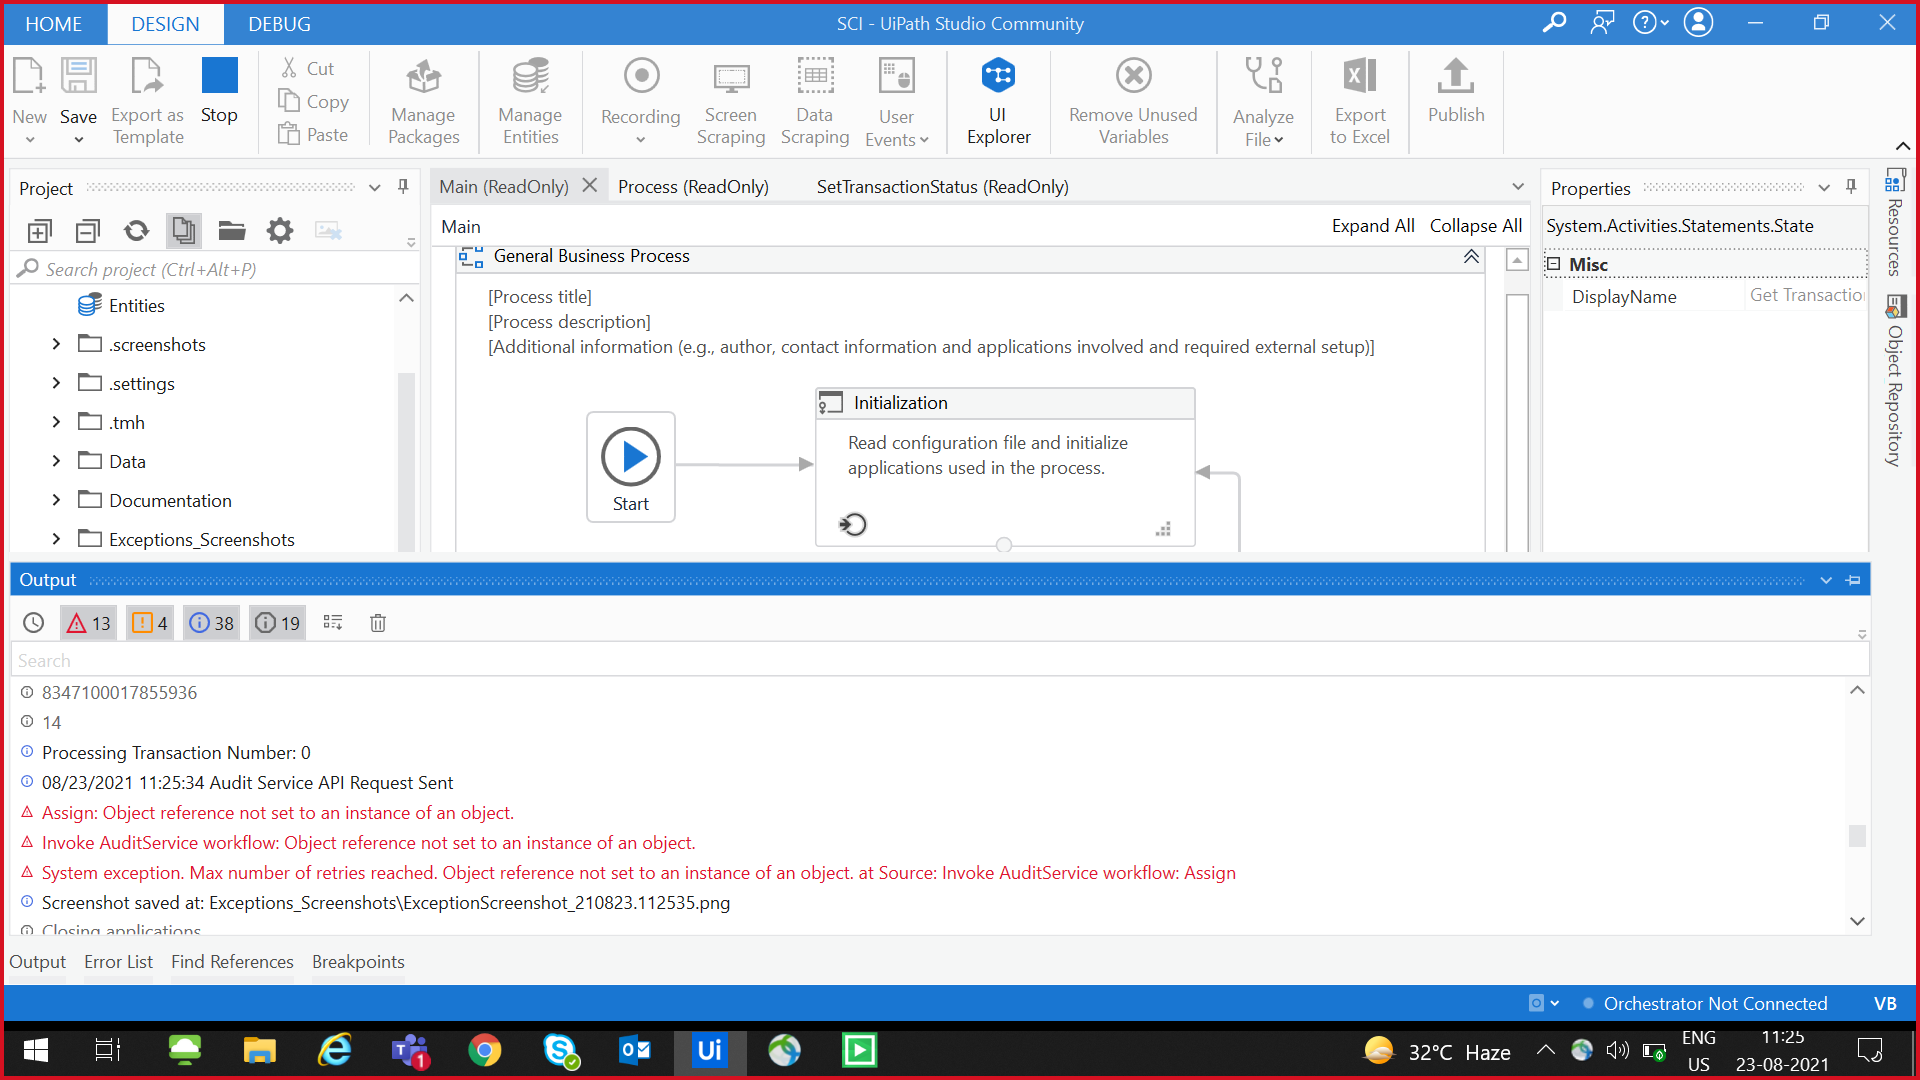 HOME DESIGN DEBUG SCI - UiPath Studio Community
New Save Export as Template Stop Cut Copy Paste Manage Packages Manage Entities Recording Screen Scraping Data Scraping User Events UI Explorer Remove Unused Variables Analyze File Export to Excel Publish
Project
Search project (Ctrl+Alt+P)
Entities
.screenshots
.settings
.tmh
Data
Documentation
Exceptions_Screenshots
Main (ReadOnly) Process (ReadOnly) SetTransactionStatus (ReadOnly)
Main Expand All Collapse All
General Business Process
[Process title]
[Process description]
[Additional information (e.g., author, contact information and applications involved and required external setup)]
Initialization
Read configuration file and initialize
applications used in the process.
Start
Properties
System.Activities.Statements.State
Misc
DisplayName Get Transactio
Resources
Object Repository
Output
13 4 38 19
Search
8347100017855936
14
Processing Transaction Number: 0
08/23/2021 11:25:34 Audit Service API Request Sent
Assign: Object reference not set to an instance of an object.
Invoke AuditService workflow: Object reference not set to an instance of an object.
System exception. Max number of retries reached. Object reference not set to an instance of an object. at Source: Invoke AuditService workflow: Assign
Screenshot saved at: Exceptions_Screenshots\ExceptionScreenshot_210823.112535.png
Closing applications
Output Error List Find References Breakpoints
Orchestrator Not Connected VB
Ui 32°C Haze ENG US 11:25
23-08-2021